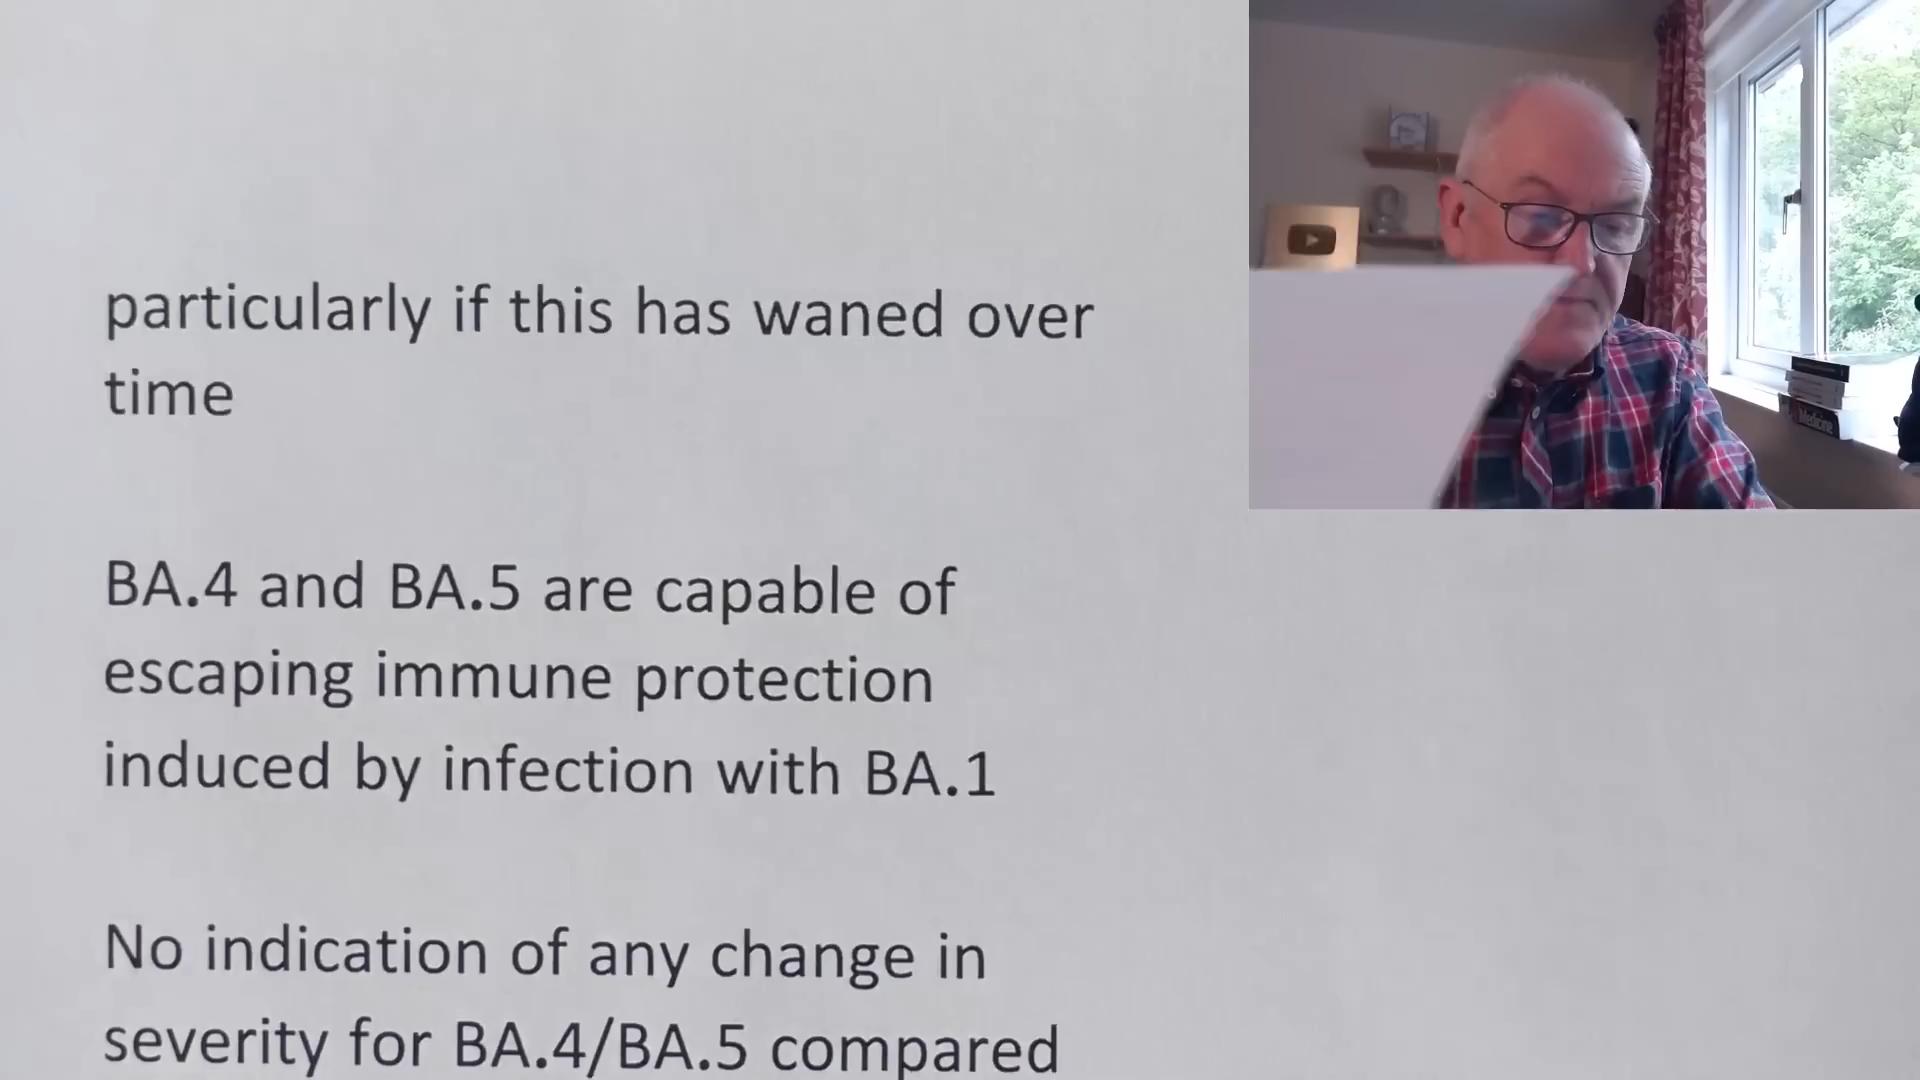 particularly if this has waned over
time
BA.4 and BA.5 are capable of
escaping immune protection
induced by infection with BA.1
No indication of any change in
severity for BA.4/BA.5 compared
Medicine